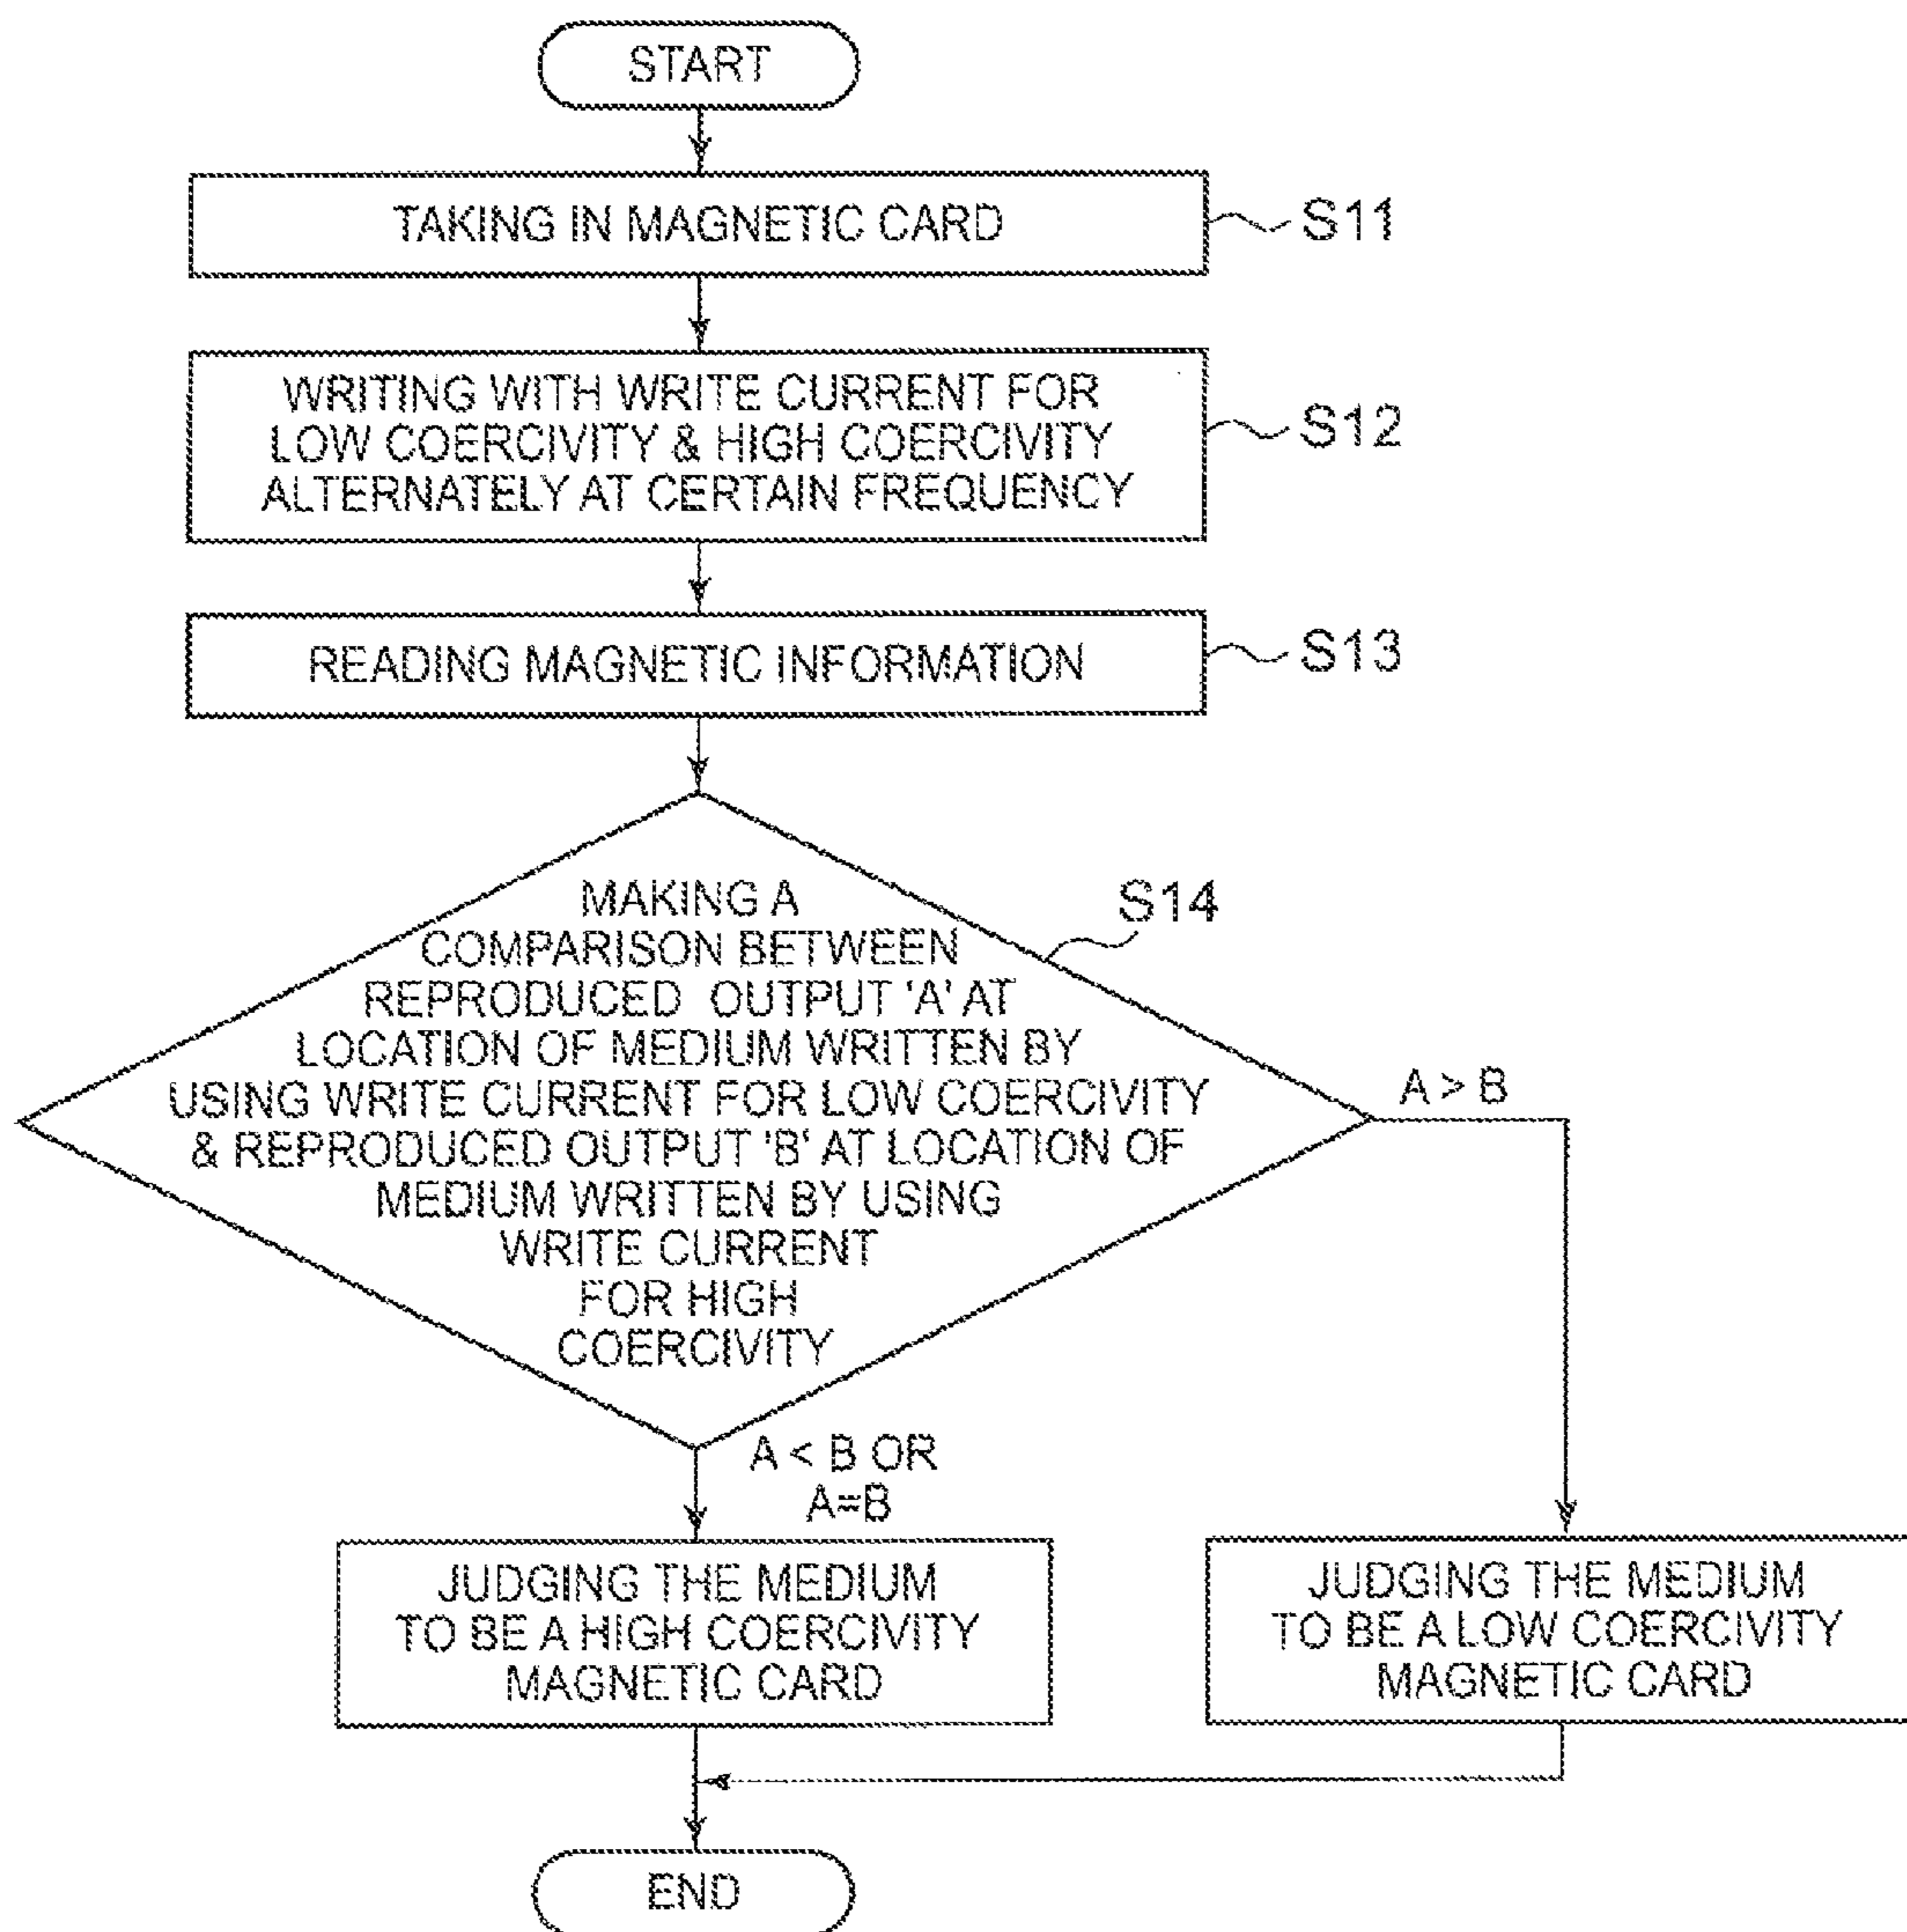 START
TAKING IN MAGNETIC CARD
S11
WRITING WITH WRITE CURRENT FOR
LOW COERCIVITY & HIGH COERCIVITY
ALTERNATELY AT CERTAIN FREQUENCY
S12
READING MAGNETIC INFORMATION
S13
MAKING A
COMPARISON BETWEEN
REPRODUCED OUTPUT 'A' AT
LOCATION OF MEDIUM WRITTEN BY
USING WRITE CURRENT FOR LOW COERCIVITY
& REPRODUCED OUTPUT 'B' AT LOCATION OF
MEDIUM WRITTEN BY USING
WRITE CURRENT
FOR HIGH
COERCIVITY
S14
A > B
A < B OR
A=B
JUDGING THE MEDIUM
TO BE A HIGH COERCIVITY
MAGNETIC CARD
JUDGING THE MEDIUM
TO BE A LOW COERCIVITY
MAGNETIC CARD
END